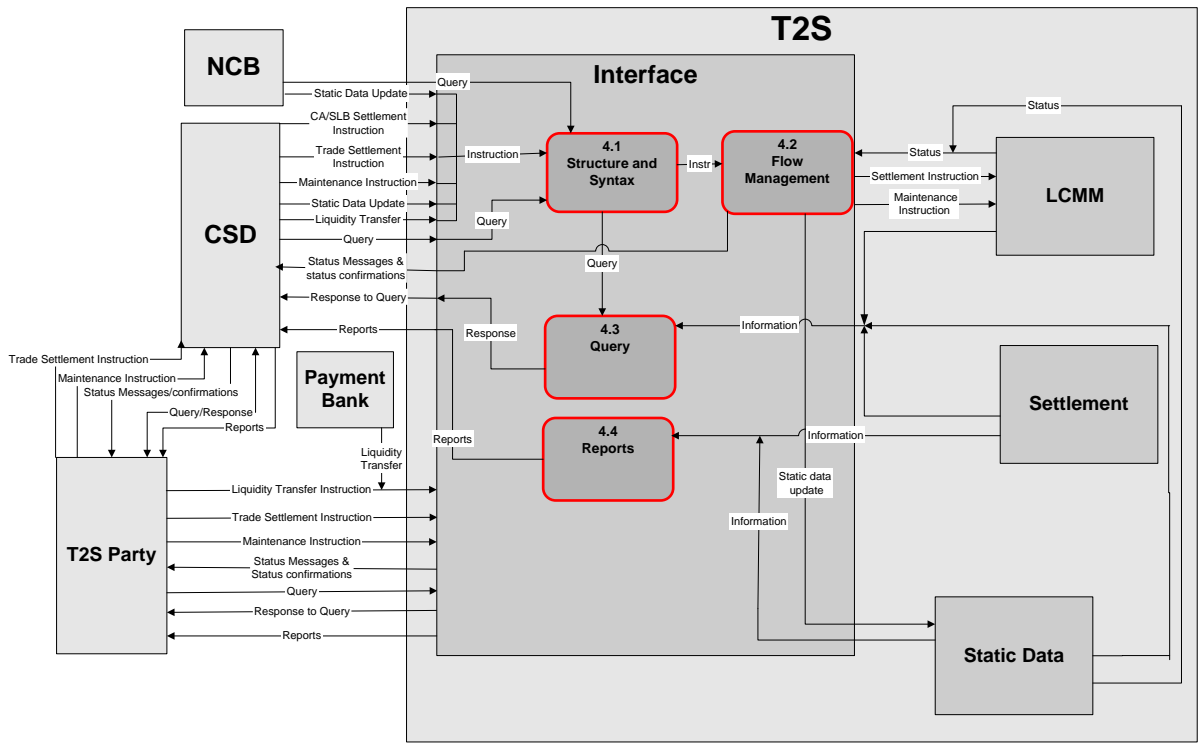 T2S
NCB
Interface
Query
Static Data Update
Status
CA/SLB Settlement
Instruction
4.1
Structure and
Syntax
4.2
Flow
Management
Trade Settlement
Instruction
Instruction
Instr
Status
Settlement Instruction
LCMM
Maintenance Instruction
Maintenance
Instruction
Static Data Update
Liquidity Transfer
Query
CSD
Query
Status Messages &
status confirmations
Query
Response to Query
Response
4.3
Query
Information
Reports
Trade Settlement Instruction
Maintenance Instruction
Status Messages/confirmations
Query/Response
Reports
Payment
Bank
Settlement
4.4
Reports
Information
Reports
Liquidity
Transfer
Static data
update
Liquidity Transfer Instruction
Trade Settlement Instruction
Information
Maintenance Instruction
T2S Party
Status Messages &
Status confirmations
Query
Response to Query
Reports
Static Data